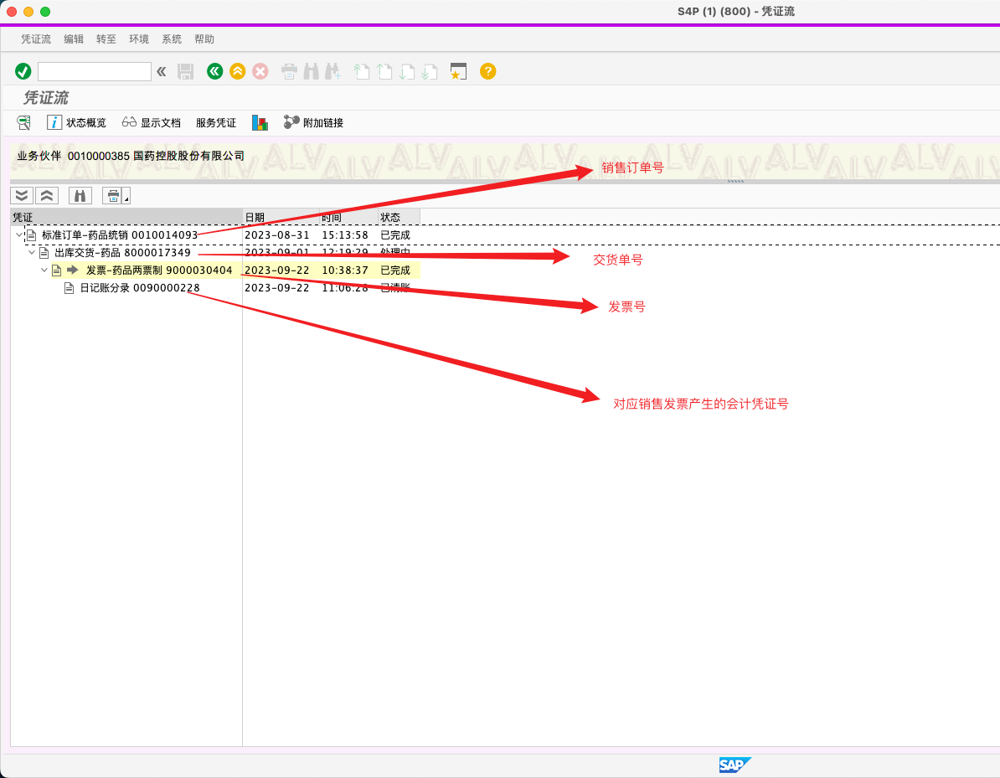 S4P (1) (800) - 凭证流
凭证流 编辑 转至 环境 系统 帮助
凭证流
状态概览 显示文档 服务凭证 附加链接
业务伙伴 0010000385 国药控股股份有限公司
销售订单号
凭证 日期 时间 状态
标准订单-药品统销 0010014093 2023-08-31 15:13:58 已完成
出库交货-药品 8000017349 2023-09-01 12:19:29 处理中
交货单号
发票-药品两票制 9000030404 2023-09-22 10:38:37 已完成
日记账分录 0090000228 2023-09-22 11:06:28 已清账
发票号
对应销售发票产生的会计凭证号
SAP